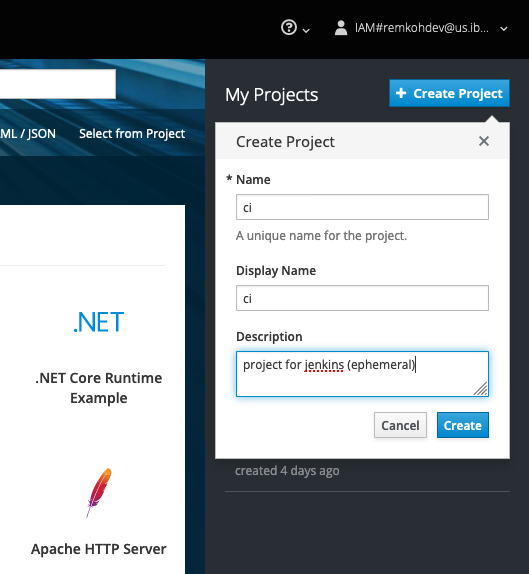 IAM#remkohdev@us.ib...
My Projects
+ Create Project
ML / JSON
Select from Project
Create Project
* Name
ci
A unique name for the project.
Display Name
ci
Description
project for jenkins (ephemeral)
Cancel
Create
created 4 days ago
.NET
.NET Core Runtime
Example
Apache HTTP Server